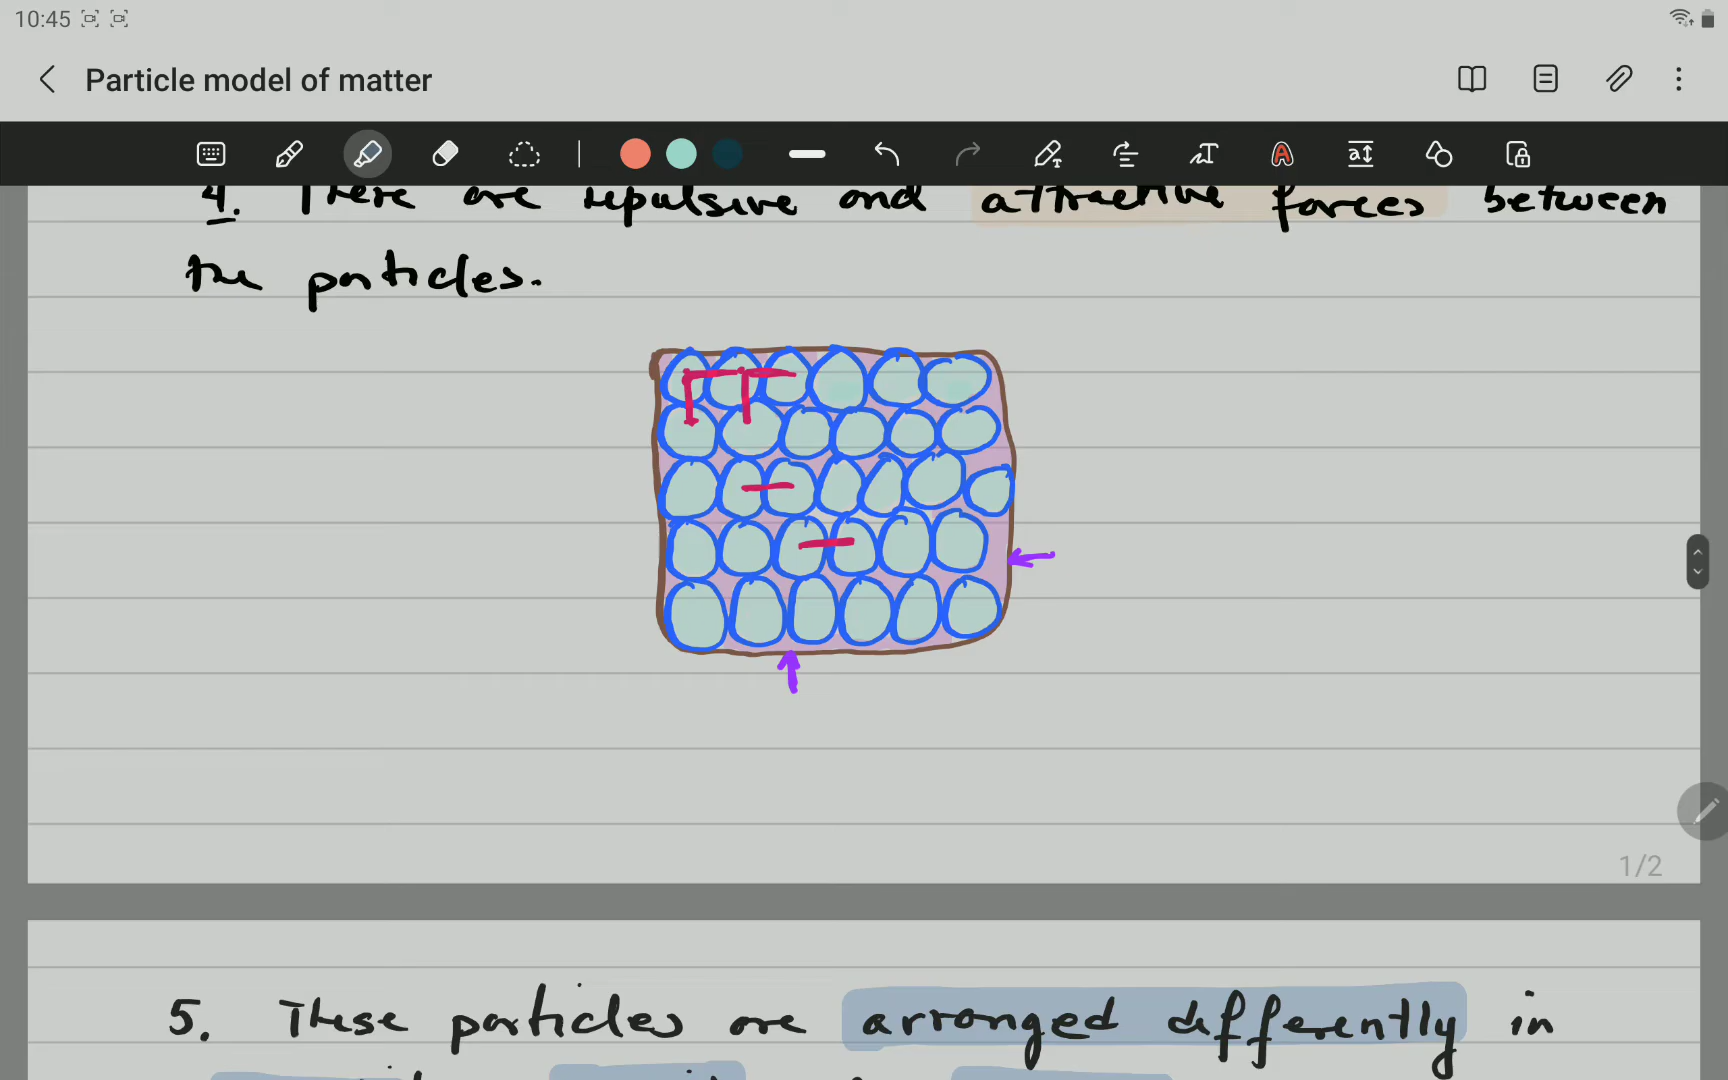 10:45
Particle model of matter
4. There are repulsive and attractive forces between
the particles.
1/2
5. These particles are arranged differently in